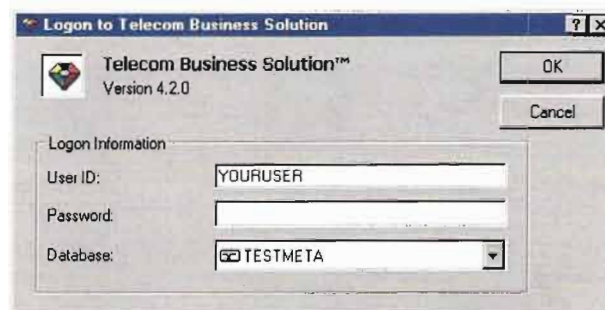 Logon to Telecom Business Solution
Telecom Business Solution™
Version 4.2.0
OK
Cancel
Logon Information
User ID:
YOURUSER
Password:
Database:
TESTMETA